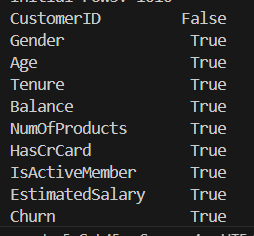 CustomerID False
Gender True
Age True
Tenure True
Balance True
NumOfProducts True
HasCrCard True
IsActiveMember True
EstimatedSalary True
Churn True